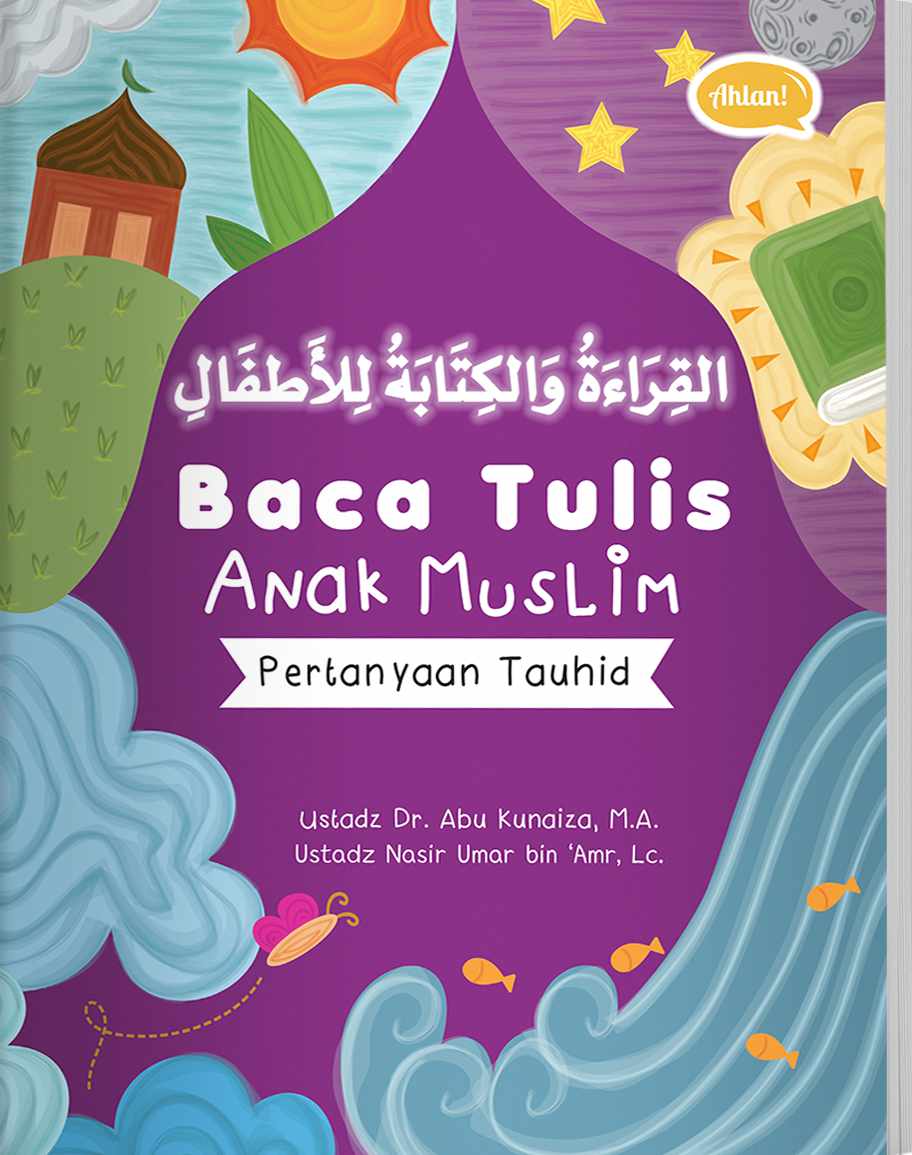 Ahlan!
القِرَاءَةُ وَالكِتَابَةُ لِلأَطفَالِ
Baca Tulis
Anak Muslim
Pertanyaan Tauhid
Ustadz Dr. Abu Kunaiza, M.A.
Ustadz Nasir Umar bin ‘Amr, Lc.